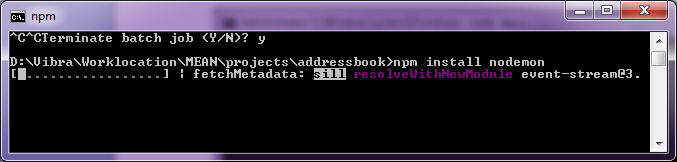 npm
^C^CTerminate batch job (Y/N)? y
D:\Vibra\Worklocation\MEAN\projects\addressbook>npm install nodemon
[ ................] | fetchMetadata: sill resolveWithNewModule event-stream@3.